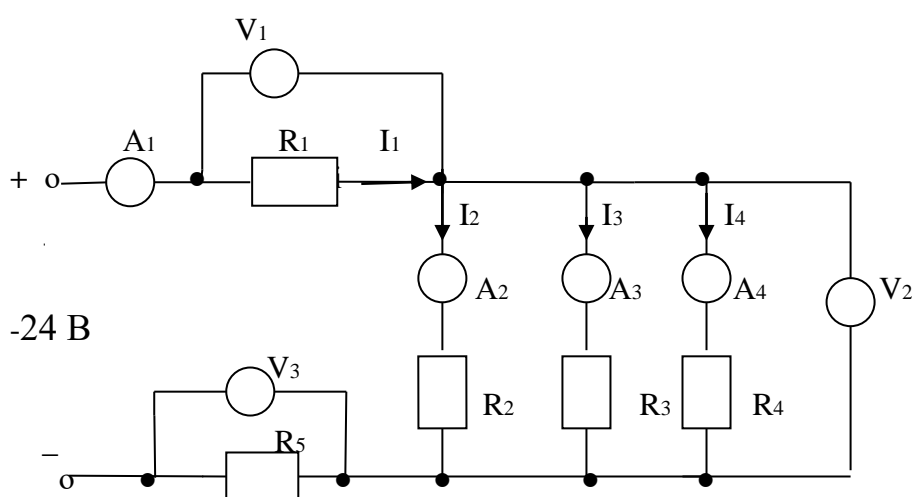 V1
A1 R1 I1
+ o
I2 I3 I4
A2 A3 A4 V2
-24 В
V3
R2 R3 R4
R5
– o